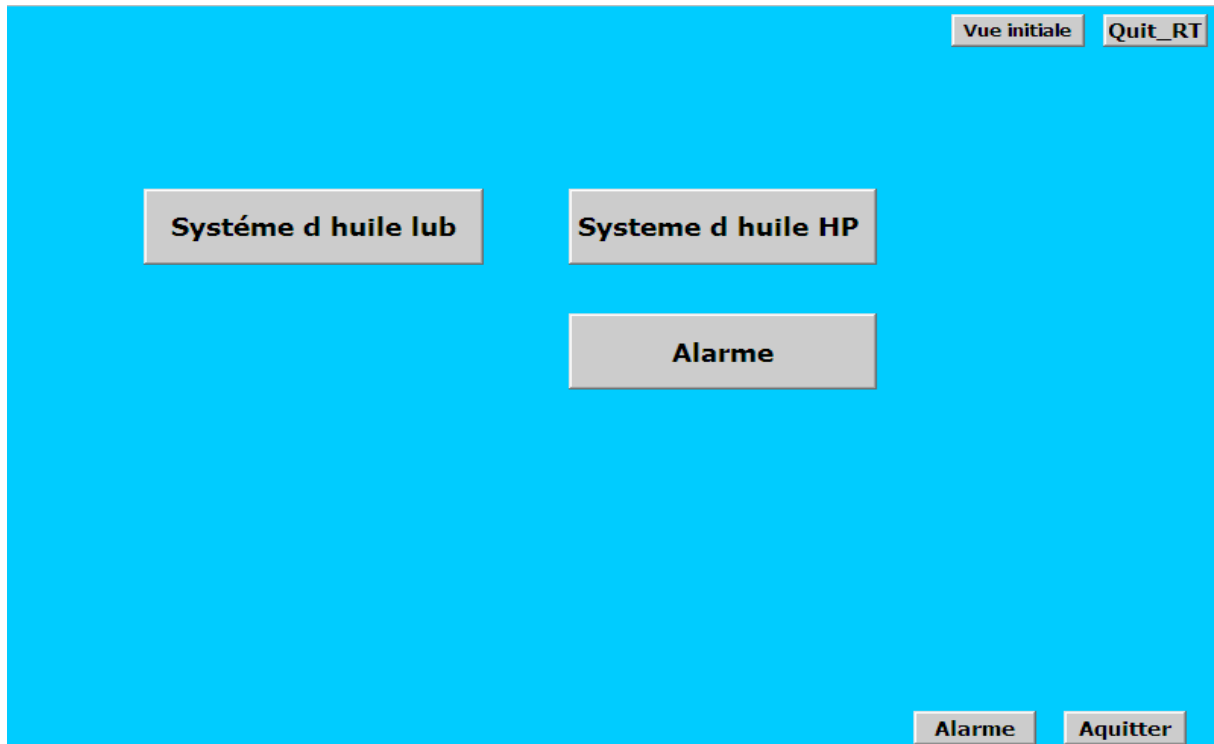 Vue initiale
Quit_RT
Systéme d huile lub
Systeme d huile HP
Alarme
Alarme
Aquitter